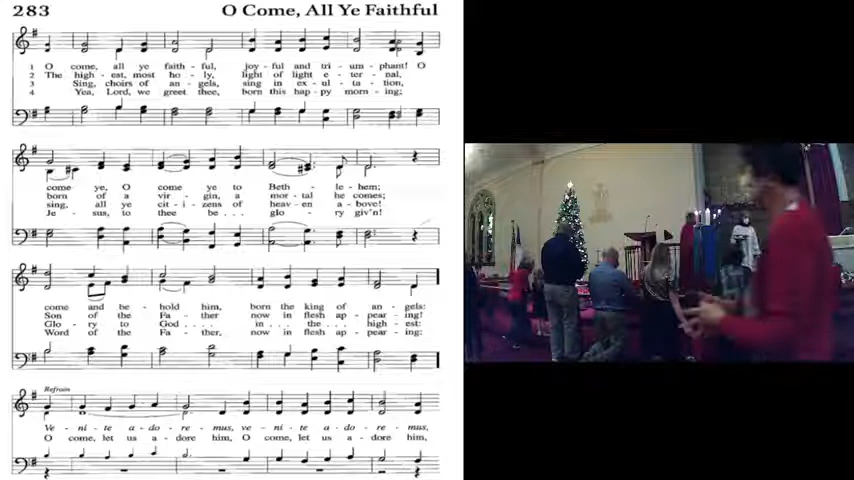 283 O Come, All Ye Faithful
1 O come, all ye faith - ful, joy - ful and tri - um - phant! O
2 The high - est, most ho - ly, light of light e - ter - nal,
3 Sing, choirs of an - gels, sing in ex - ul - ta - tion,
4 Yea, Lord, we greet thee, born this hap - py morn - ing;
come ye, O come ye to Beth - le - hem;
born of a vir - gin, a mor - tal he comes;
sing, all ye cit - i - zens of heav - en a - bove!
Je - sus, to thee be . . . glo - ry giv'n!
come and be - hold him, born the king of an - gels:
Son of the Fa - ther now in flesh ap - pear - ing!
Glo - ry to God . . . in . . . the . . . high - est:
Word of the Fa - ther, now in flesh ap - pear - ing:
Refrain
Ve - ni - te a - do - re - mus, ve - ni - te a - do - re - mus,
O come, let us a - dore him, O come, let us a - dore him,